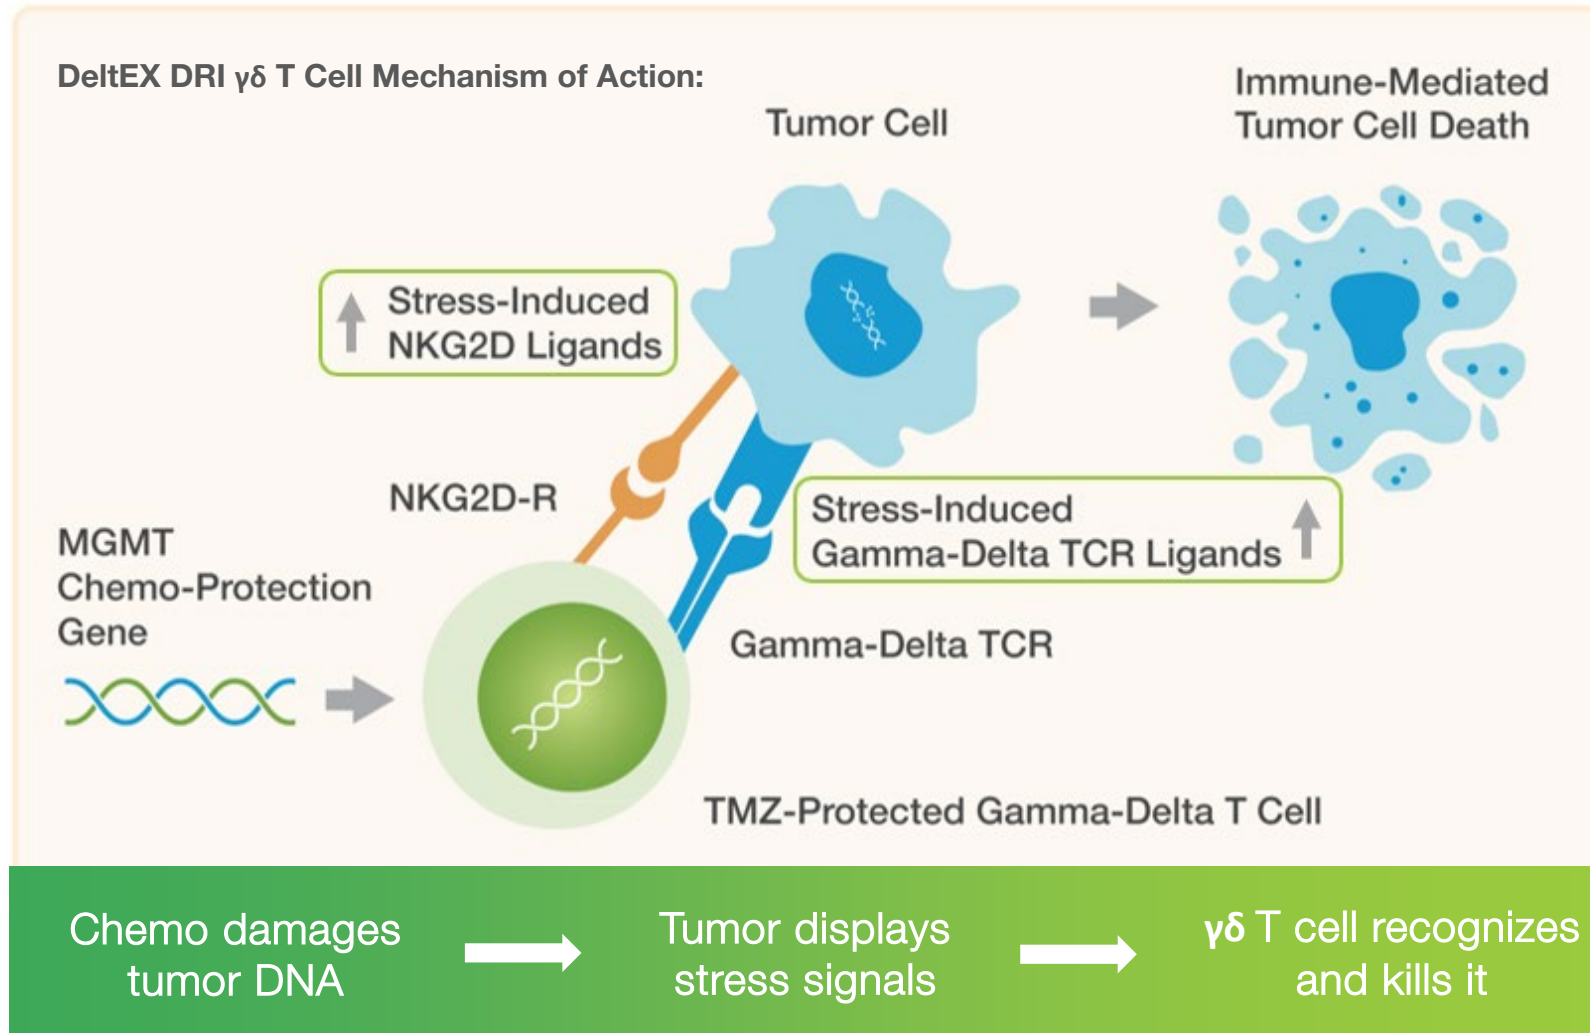 DeltEX DRI γδ T Cell Mechanism of Action:
Immune-Mediated
Tumor Cell Death
Tumor Cell
Stress-Induced
NKG2D Ligands
NKG2D-R
Stress-Induced
Gamma-Delta TCR Ligands
MGMT
Chemo-Protection
Gene
Gamma-Delta TCR
TMZ-Protected Gamma-Delta T Cell
Chemo damages
tumor DNA
Tumor displays
stress signals
γδ T cell recognizes
and kills it